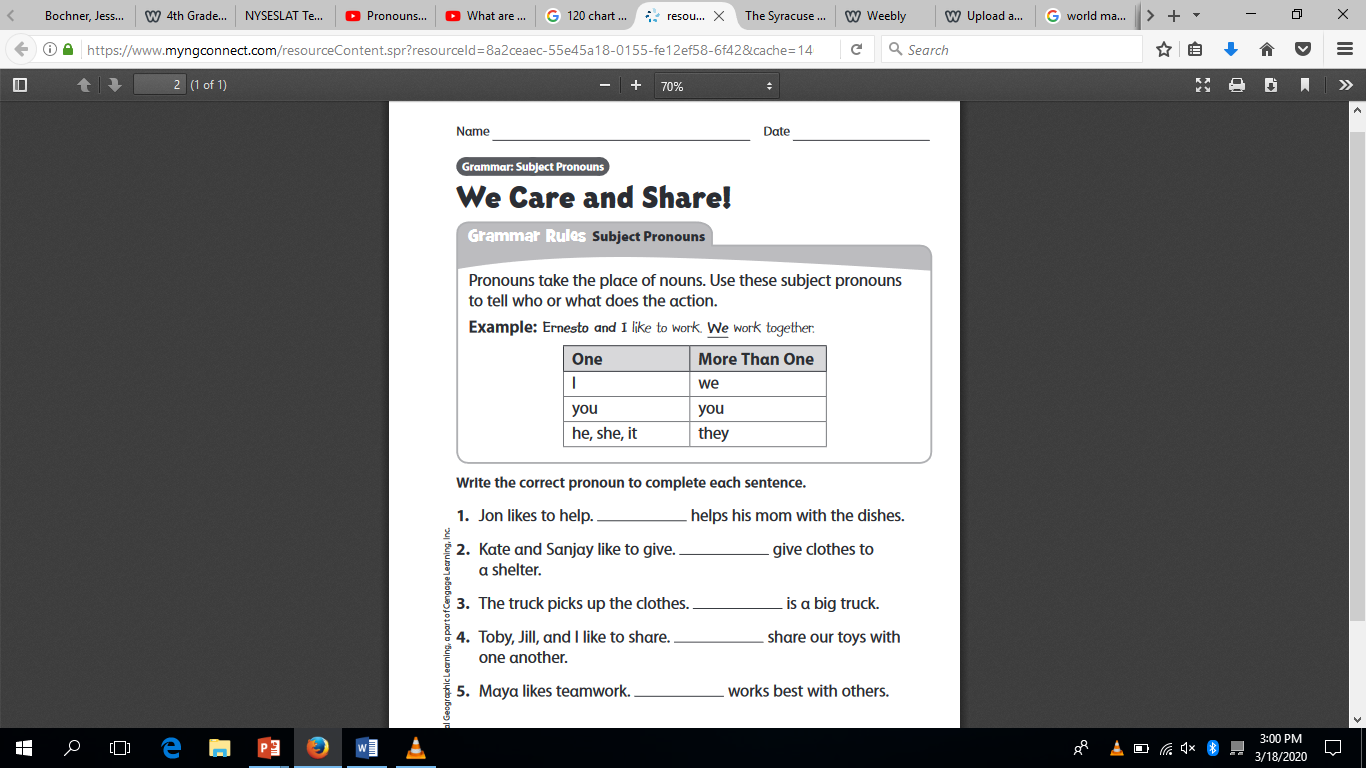 Bochner, Jess...
4th Grade...
NYSESLAT Te...
Pronouns...
What are ...
120 chart ...
resou...
The Syracuse ...
Weebly
Upload a...
world ma...
https://www.myngconnect.com/resourceContent.spr?resourceId=8a2ceaec-55e45a18-0155-fe12ef58-6f42&cache=14
Search
2 (1 of 1)
70%
Name Date
Grammar: Subject Pronouns
We Care and Share!
Grammar Rules Subject Pronouns
Pronouns take the place of nouns. Use these subject pronouns
to tell who or what does the action.
Example: Ernesto and I like to work. We work together.
One More Than One
I we
you you
he, she, it they
Write the correct pronoun to complete each sentence.
1. Jon likes to help. __________ helps his mom with the dishes.
2. Kate and Sanjay like to give. __________ give clothes to
a shelter.
3. The truck picks up the clothes. __________ is a big truck.
4. Toby, Jill, and I like to share. __________ share our toys with
one another.
5. Maya likes teamwork. __________ works best with others.
al Geographic Learning, a part of Cengage Learning, Inc.
3:00 PM
3/18/2020